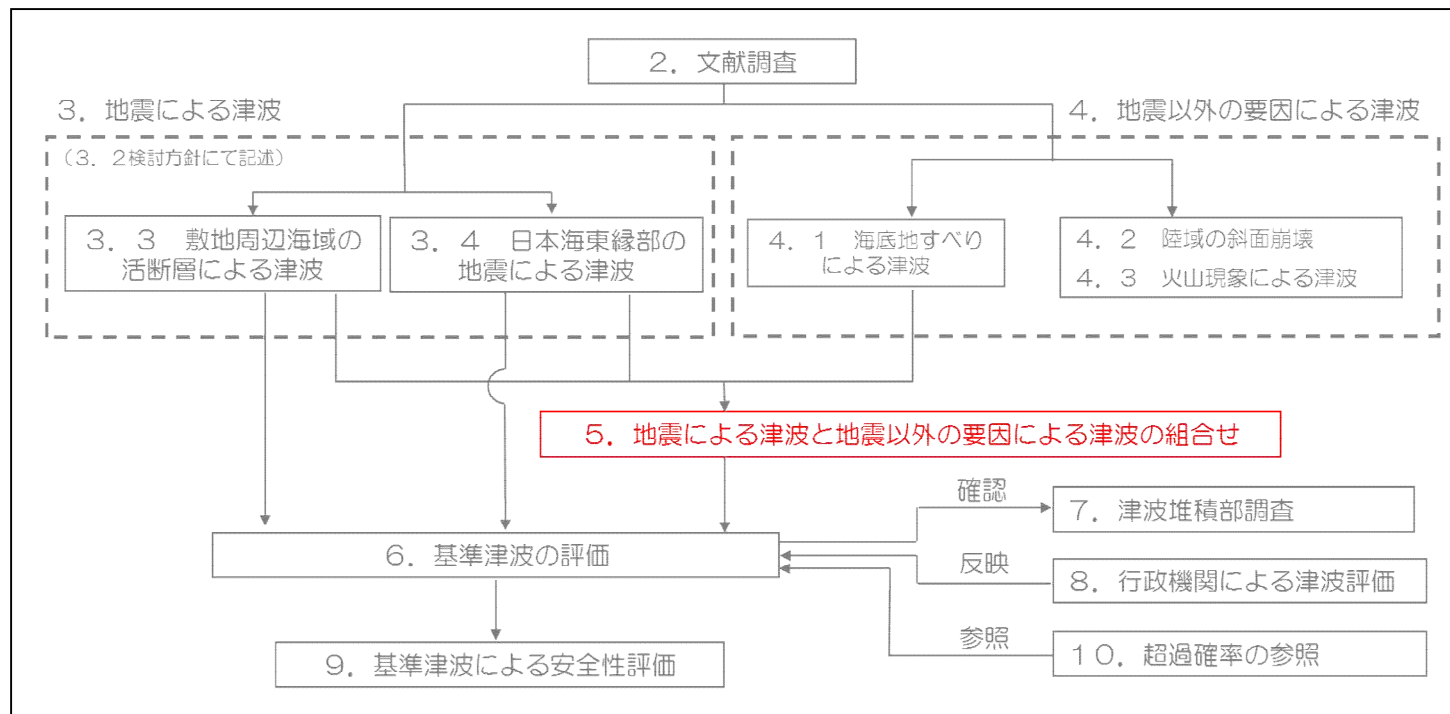 ２．文献調査
３．地震による津波
４．地震以外の要因による津波
（３．２検討方針にて記述）
３．３　敷地周辺海域の
活断層による津波
３．４　日本海東縁部の
地震による津波
４．１　海底地すべり
による津波
４．２　陸域の斜面崩壊
４．３　火山現象による津波
５．地震による津波と地震以外の要因による津波の組合せ
確認
７．津波堆積部調査
６．基準津波の評価
反映
８．行政機関による津波評価
参照
１０．超過確率の参照
９．基準津波による安全性評価